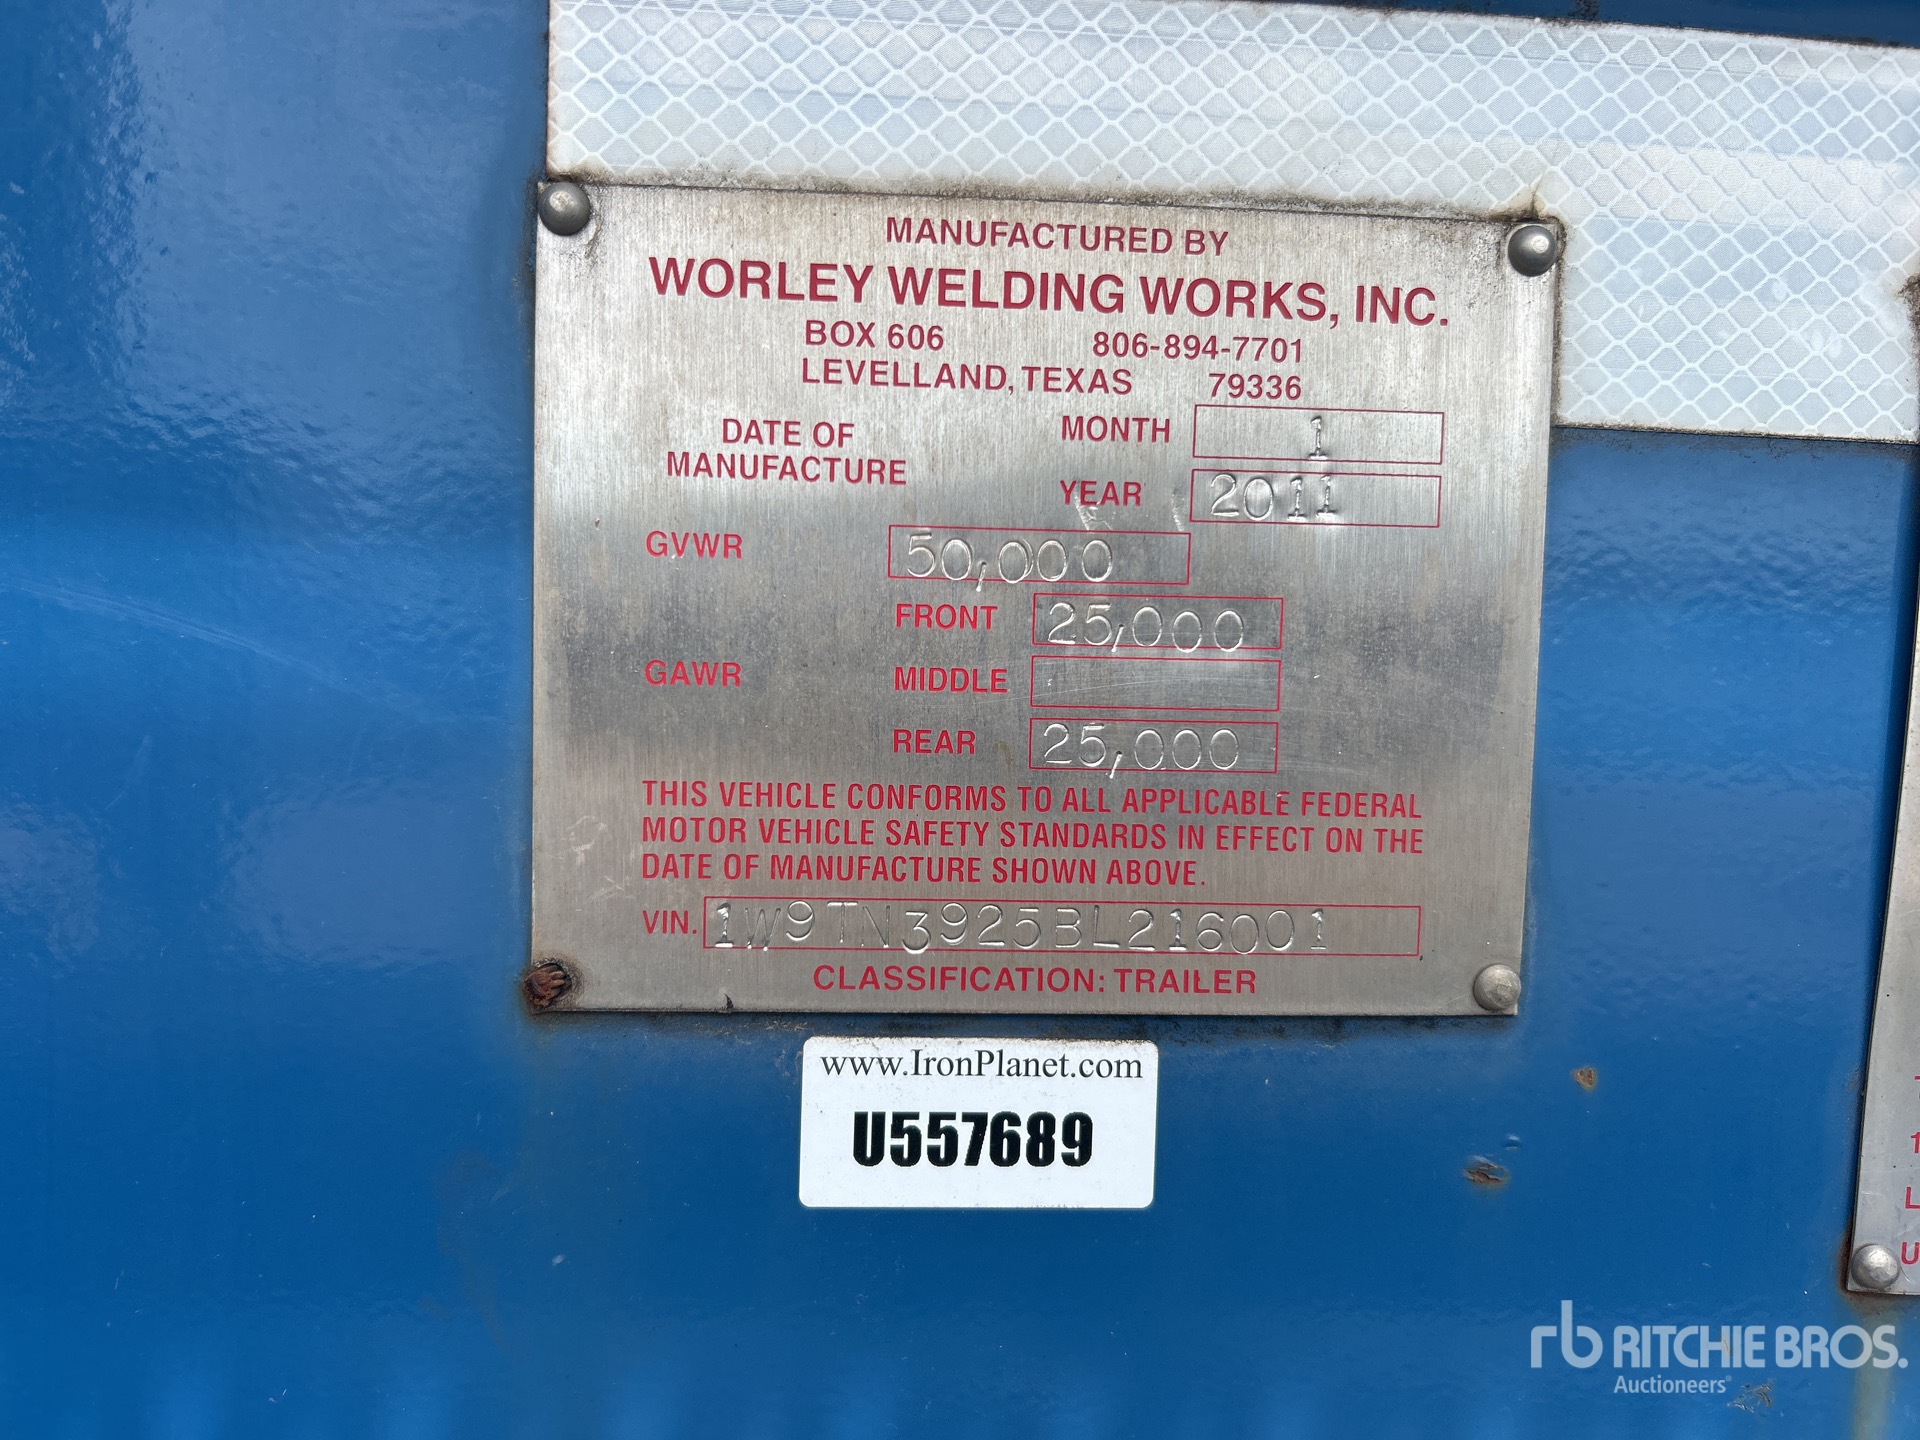 MANUFACTURED BY
WORLEY WELDING WORKS, INC.
BOX 606 806-894-7701
LEVELLAND, TEXAS 79336
DATE OF MANUFACTURE
MONTH 1
YEAR 2011
GVWR 50,000
GAWR
FRONT 25,000
MIDDLE
REAR 25,000
THIS VEHICLE CONFORMS TO ALL APPLICABLE FEDERAL
MOTOR VEHICLE SAFETY STANDARDS IN EFFECT ON THE
DATE OF MANUFACTURE SHOWN ABOVE.
VIN. 1W9TN3925BL216001
CLASSIFICATION: TRAILER
www.IronPlanet.com
U557689
rb RITCHIE BROS.
Auctioneers